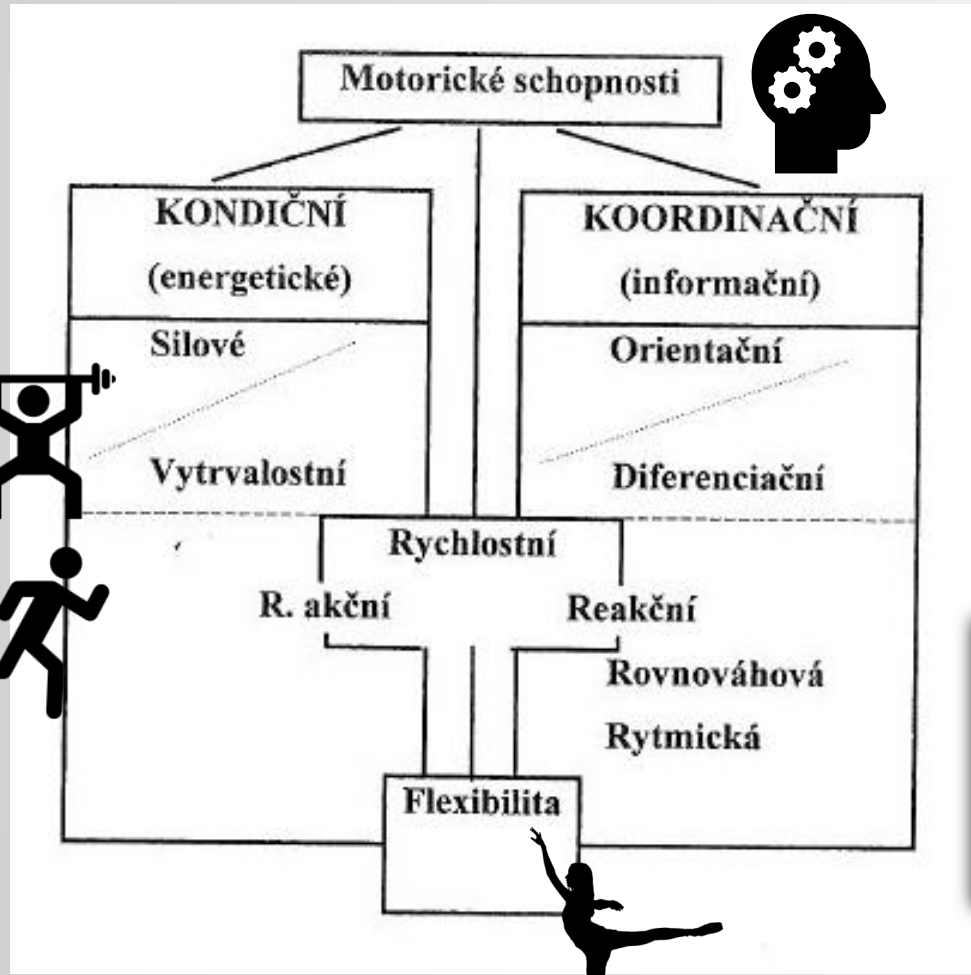 Motorické schopnosti
KONDIČNÍ
(energetické)
KOORDINAČNÍ
(informační)
Silové
Vytrvalostní
Orientační
Diferenciační
Rychlostní
R. akční
Reakční
Rovnováhová
Rytmická
Flexibilita